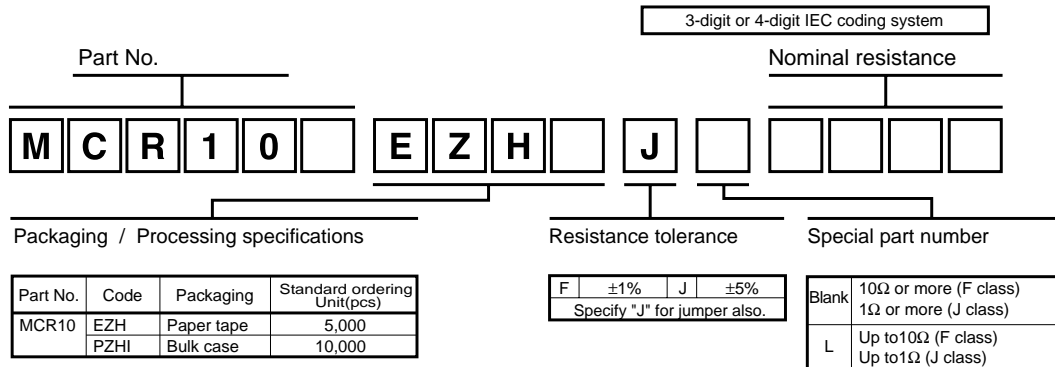 3-digit or 4-digit IEC coding system
Part No.
Nominal resistance
M C R 1 0 E Z H J
Packaging / Processing specifications
Resistance tolerance
Special part number
Part No. Code Packaging Standard ordering Unit(pcs)
MCR10 EZH Paper tape 5,000
PZHI Bulk case 10,000
F ±1% J ±5%
Specify "J" for jumper also.
Blank 10Ω or more (F class)
1Ω or more (J class)
L Up to10Ω (F class)
Up to1Ω (J class)